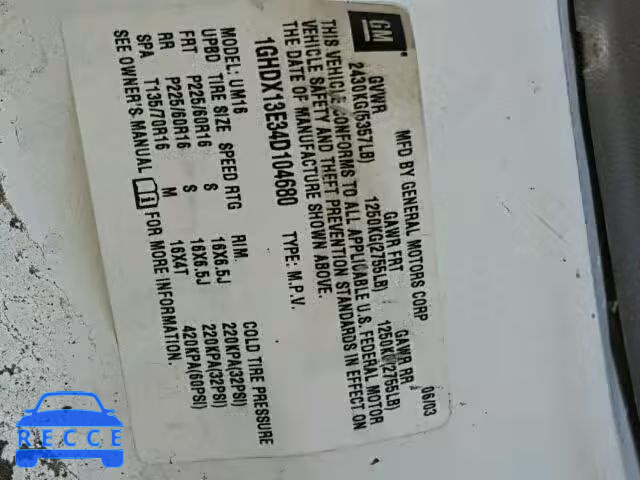 GM
MFD BY GENERAL MOTORS CORP 06/03
GVWR GAWR FRT GAWR RR
2430KG(5357LB) 1250KG(2755LB) 1250KG(2755LB)
THIS VEHICLE CONFORMS TO ALL APPLICABLE U.S. FEDERAL MOTOR
VEHICLE SAFETY AND THEFT PREVENTION STANDARDS IN EFFECT ON
THE DATE OF MANUFACTURE SHOWN ABOVE.
1GHDX13E34D104680 TYPE: M.P.V.
MODEL: UM16
UPBD TIRE SIZE SPEED RTG RIM COLD TIRE PRESSURE
FRT P225/60R16 S 16X6.5J 220KPA(32PSI)
RR P225/60R16 S 16X6.5J 220KPA(32PSI)
SPA T135/70R16 M 16X4T 420KPA(60PSI)
SEE OWNER'S MANUAL FOR MORE INFORMATION.
RECCE